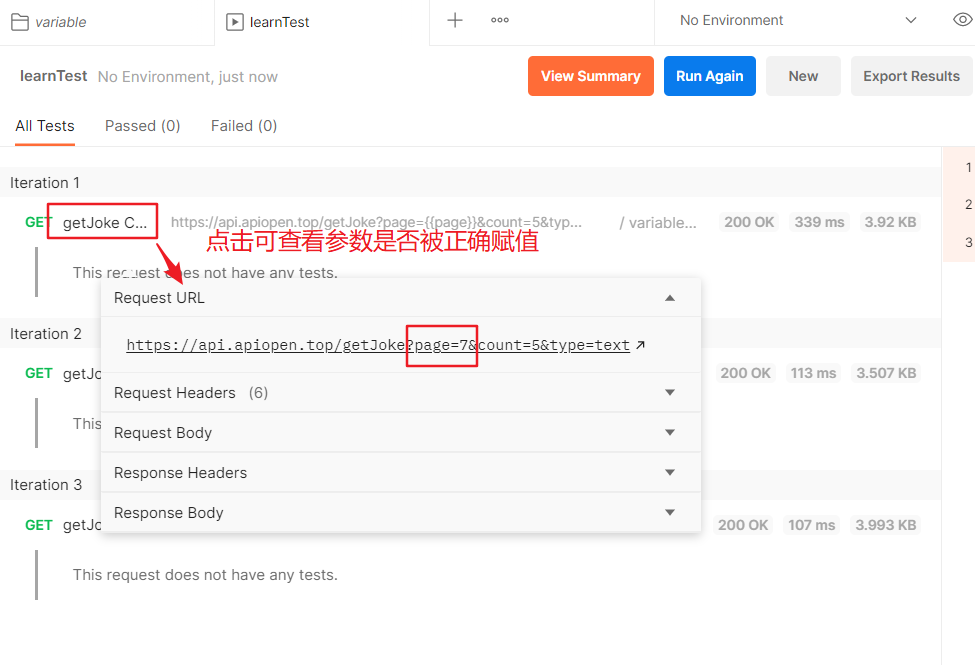 variable
learnTest
No Environment
learnTest No Environment, just now
View Summary
Run Again
New
Export Results
All Tests Passed (0) Failed (0)
Iteration 1
1
GET getJoke C... https://api.apiopen.top/getJoke?page={{page}}&count=5&typ... / variable... 200 OK 339 ms 3.92 KB
2
点击可查看参数是否被正确赋值
3
This request does not have any tests.
Request URL
Iteration 2
https://api.apiopen.top/getJoke?page=7&count=5&type=text
GET getJo 200 OK 113 ms 3.507 KB
Request Headers (6)
This
Request Body
Response Headers
Iteration 3
Response Body
GET getJo 200 OK 107 ms 3.993 KB
This request does not have any tests.